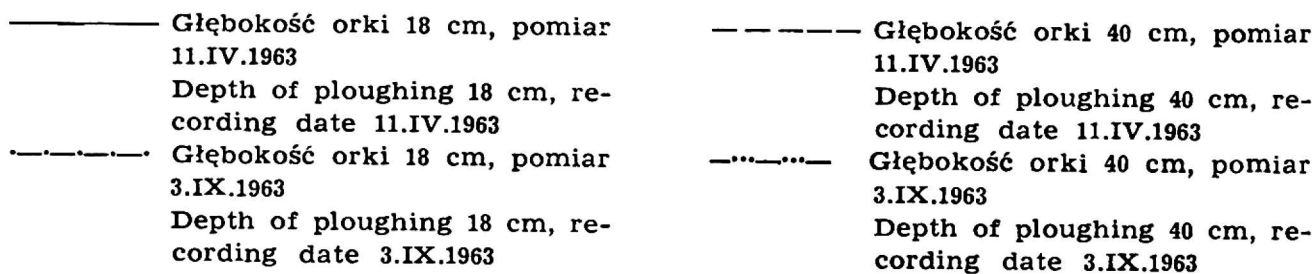 Głębokość orki 18 cm, pomiar
11.IV.1963
Depth of ploughing 18 cm, re-
cording date 11.IV.1963
Głębokość orki 18 cm, pomiar
3.IX.1963
Depth of ploughing 18 cm, re-
cording date 3.IX.1963
Głębokość orki 40 cm, pomiar
11.IV.1963
Depth of ploughing 40 cm, re-
cording date 11.IV.1963
Głębokość orki 40 cm, pomiar
3.IX.1963
Depth of ploughing 40 cm, re-
cording date 3.IX.1963